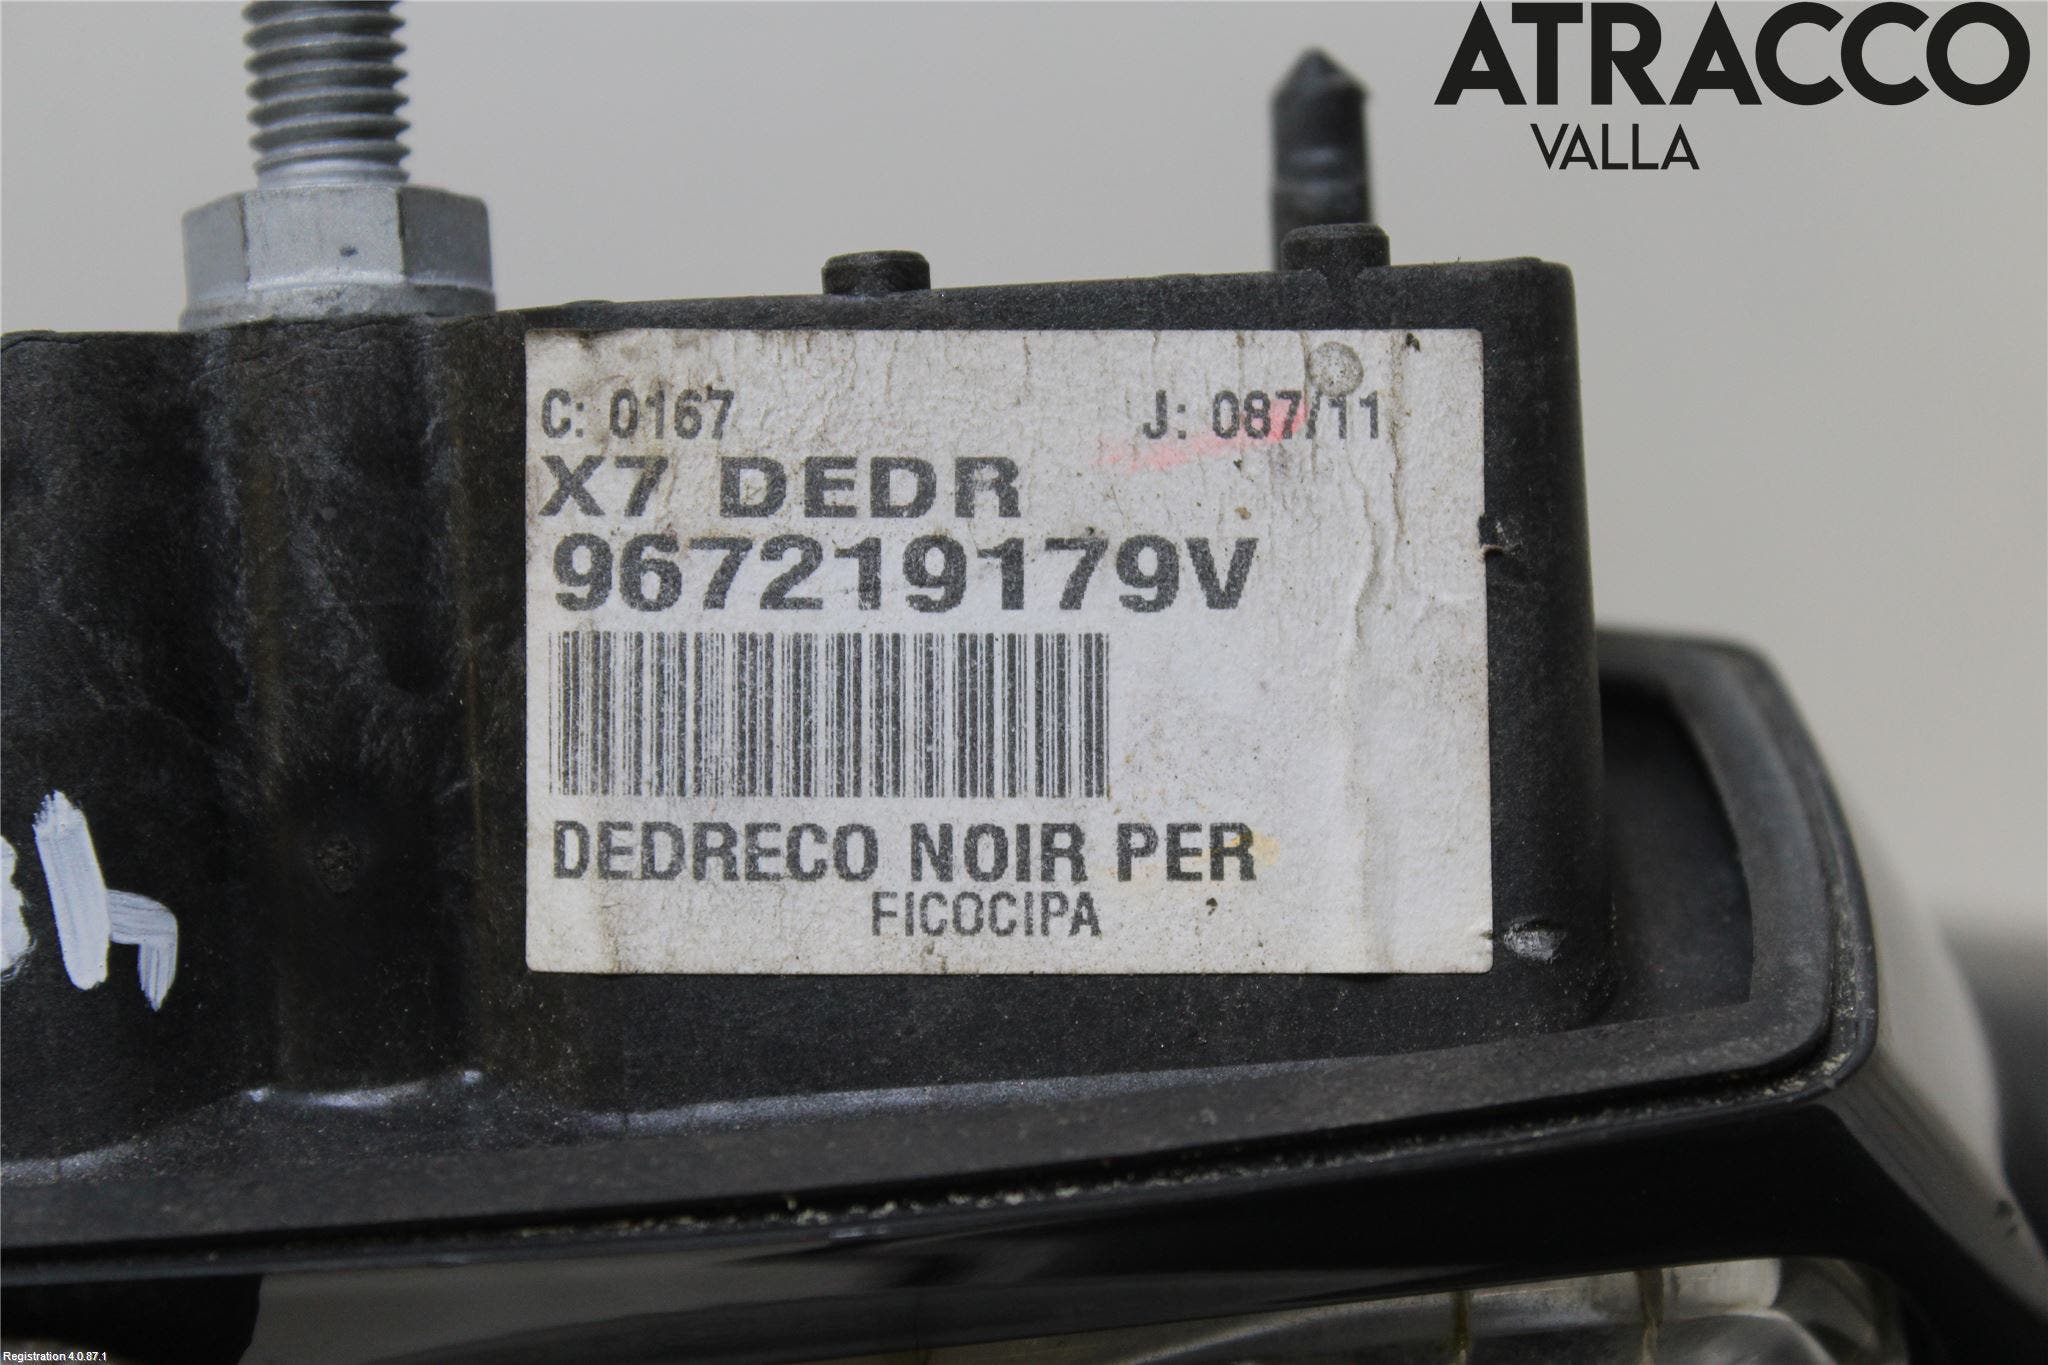 ATRACCO
VALLA
C: 0167 J: 087/11
X7 DEDR
967219179V
DEDRECO NOIR PER
FICOCIPA
Registration 4.0.87.1